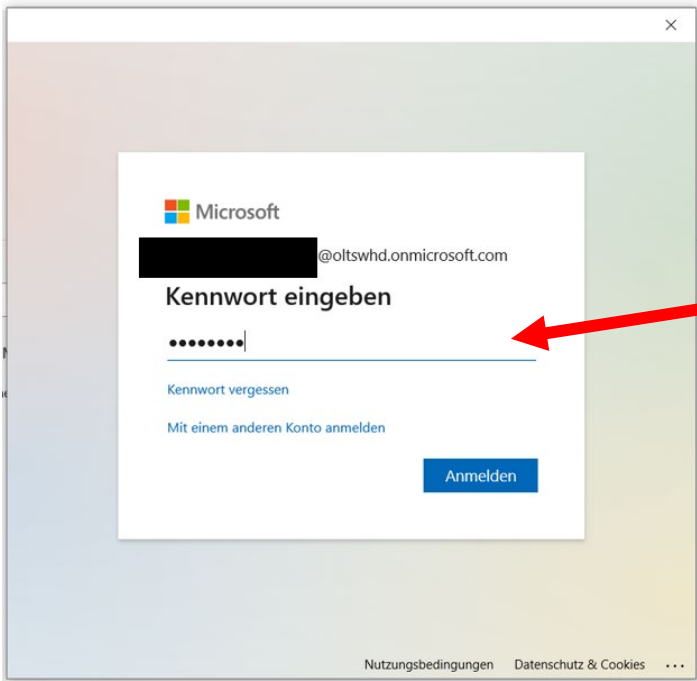 Microsoft
@oltswhd.onmicrosoft.com
Kennwort eingeben
Kennwort vergessen
Mit einem anderen Konto anmelden
Anmelden
Nutzungsbedingungen Datenschutz & Cookies ...